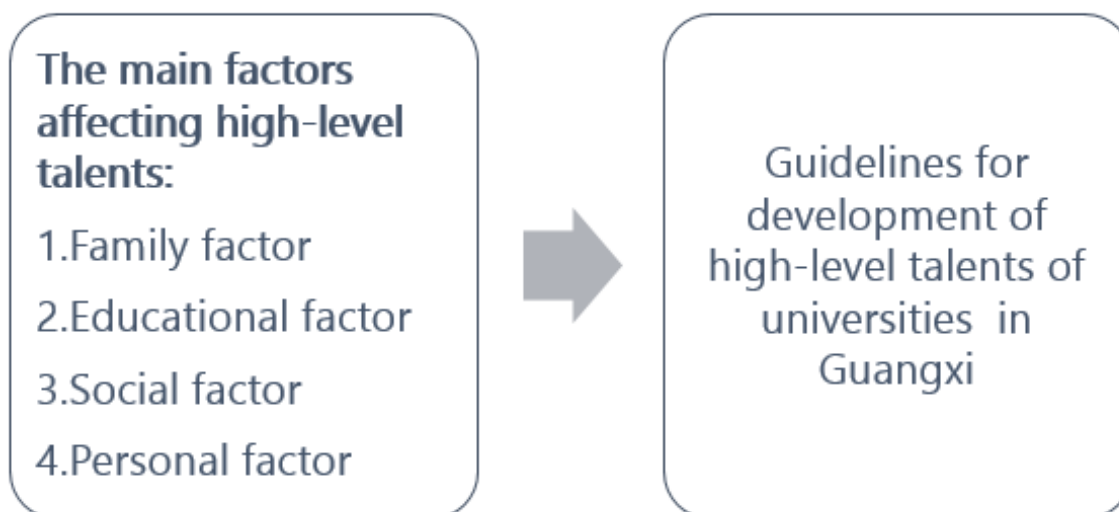 The main factors
affecting high-level
talents:
1.Family factor
2.Educational factor
3.Social factor
4.Personal factor
Guidelines for
development of
high-level talents of
universities in
Guangxi